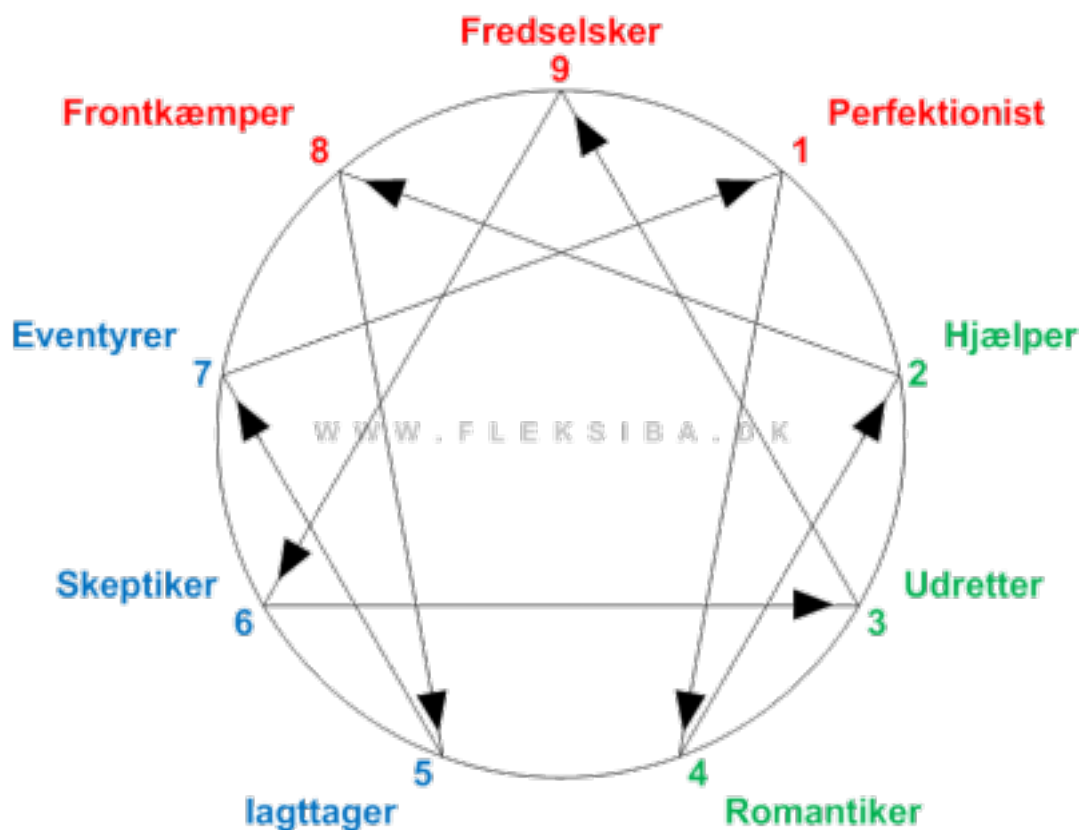 Fredselsker
9
Frontkæmper
8
Perfektionist
1
Eventyrer
7
Hjælper
2
WWW.FLEKSIBA.DK
Skeptiker
6
Udretter
3
5
Iagttager
4
Romantiker